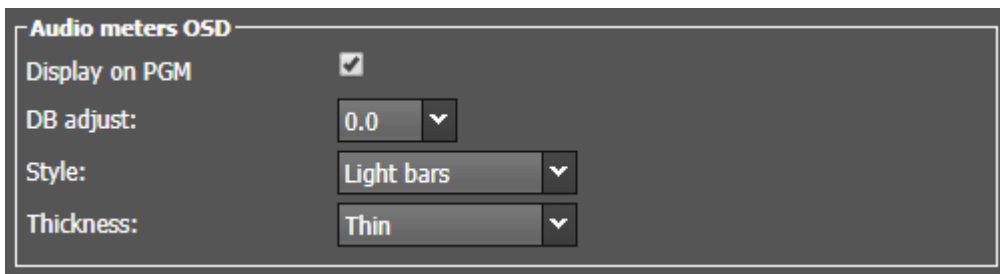 Audio meters OSD
Display on PGM
DB adjust: 0.0
Style: Light bars
Thickness: Thin